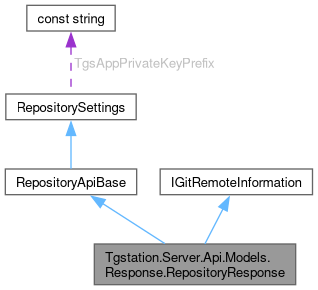 const string
TgsAppPrivateKeyPrefix
RepositorySettings
RepositoryApiBase
IGitRemoteInformation
Tgstation.Server.Api.Models.
Response.RepositoryResponse